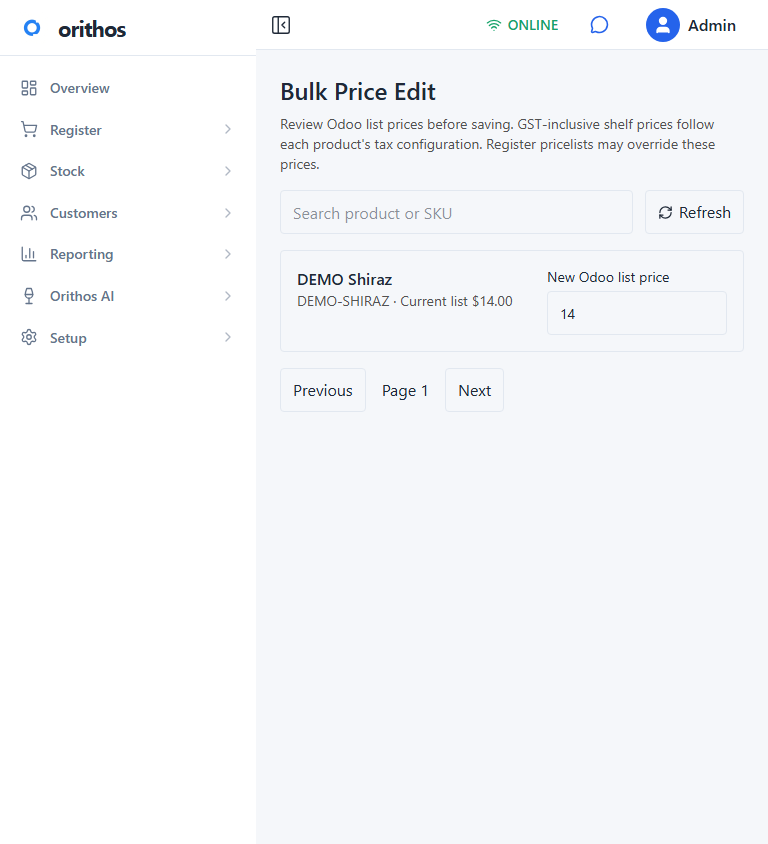 orithos
ONLINE
Admin
Overview
Register
Stock
Customers
Reporting
Orithos AI
Setup
Bulk Price Edit
Review Odoo list prices before saving. GST-inclusive shelf prices follow
each product's tax configuration. Register pricelists may override these
prices.
Search product or SKU
Refresh
DEMO Shiraz
DEMO-SHIRAZ · Current list $14.00
New Odoo list price
14
Previous
Page 1
Next